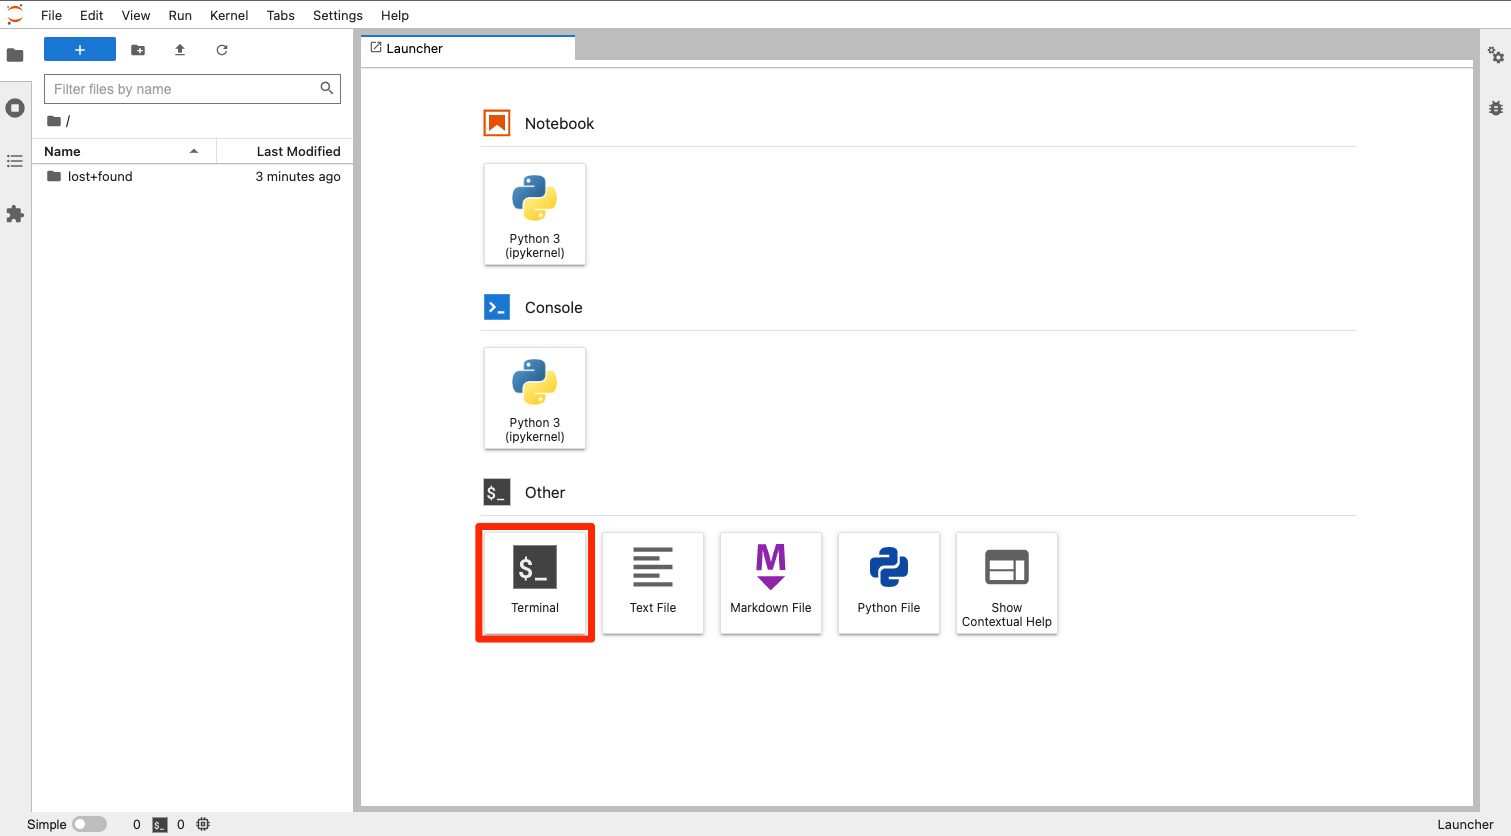 File Edit View Run Kernel Tabs Settings Help
+
Filter files by name
/
Name Last Modified
lost+found 3 minutes ago
Launcher
Notebook
Python 3
(ipykernel)
>_ Console
Python 3
(ipykernel)
$_ Other
$_
Terminal
Text File
M
Markdown File
Python File
Show
Contextual Help
Simple 0 $_ 0
Launcher